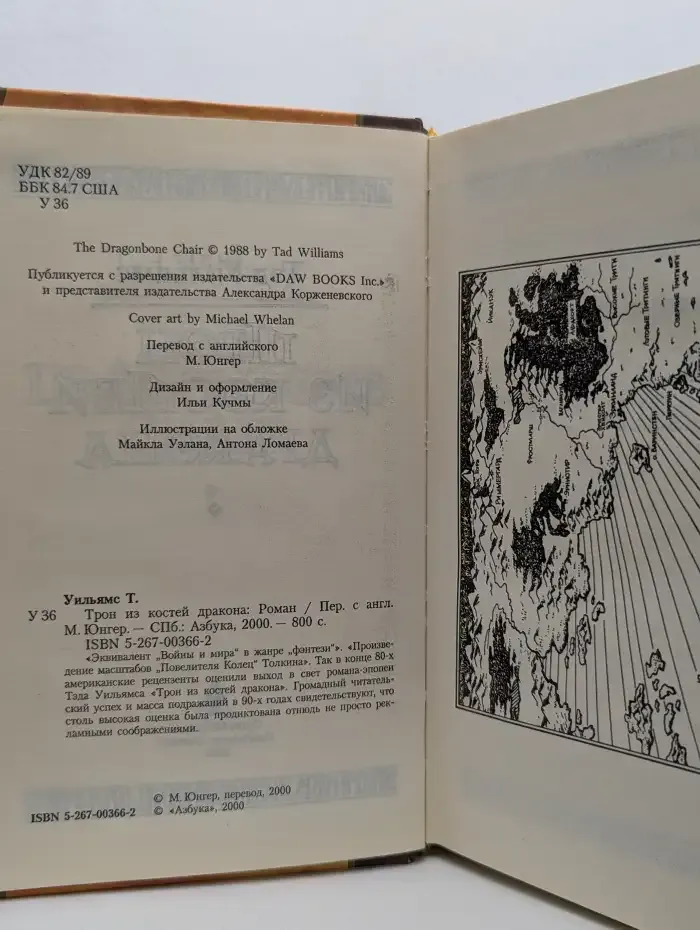 УДК 82/89
ББК 84.7 США
У 36
The Dragonbone Chair © 1988 by Tad Williams
Публикуется с разрешения издательства «DAW BOOKS Inc.»
и представителя издательства Александра Корженевского
Cover art by Michael Whelan
Перевод с английского
М. Юнгер
Дизайн и оформление
Ильи Кучмы
Иллюстрации на обложке
Майкла Уэлана, Антона Ломаева
Уильямс Т.
У 36 Трон из костей дракона: Роман / Пер. с англ.
М. Юнгер. — СПб.: Азбука, 2000. — 800 с.
ISBN 5-267-00366-2
«Эквивалент „Войны и мира" в жанре „фэнтези"». «Произве-
дение масштабов „Повелителя Колец" Толкина». Так в конце 80-х
американские рецензенты оценили выход в свет романа-эпопеи
Тэда Уильямса «Трон из костей дракона». Громадный читатель-
ский успех и масса подражаний в 90-х годах свидетельствуют, что
столь высокая оценка была продиктована отнюдь не просто рек-
ламными соображениями.
© М. Юнгер, перевод, 2000
ISBN 5-267-00366-2 © «Азбука», 2000
РИММЕРСГАРД
ФРОСТМАРШ
ЭРКИНЛАНД